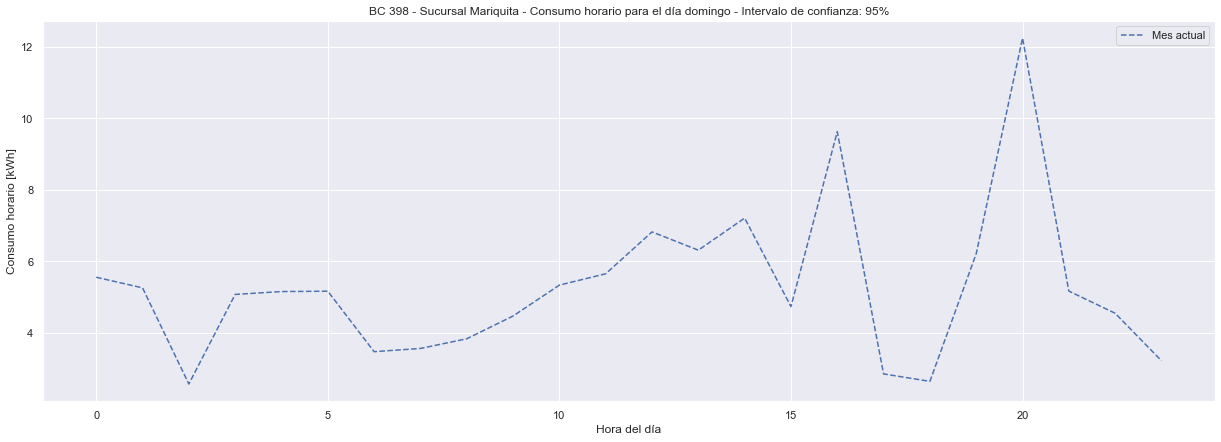 BC 398 - Sucursal Mariquita - Consumo horario para el día domingo - Intervalo de confianza: 95%
Mes actual
Consumo horario [kWh]
12
10
8
6
4
0
5
10
15
20
Hora del día